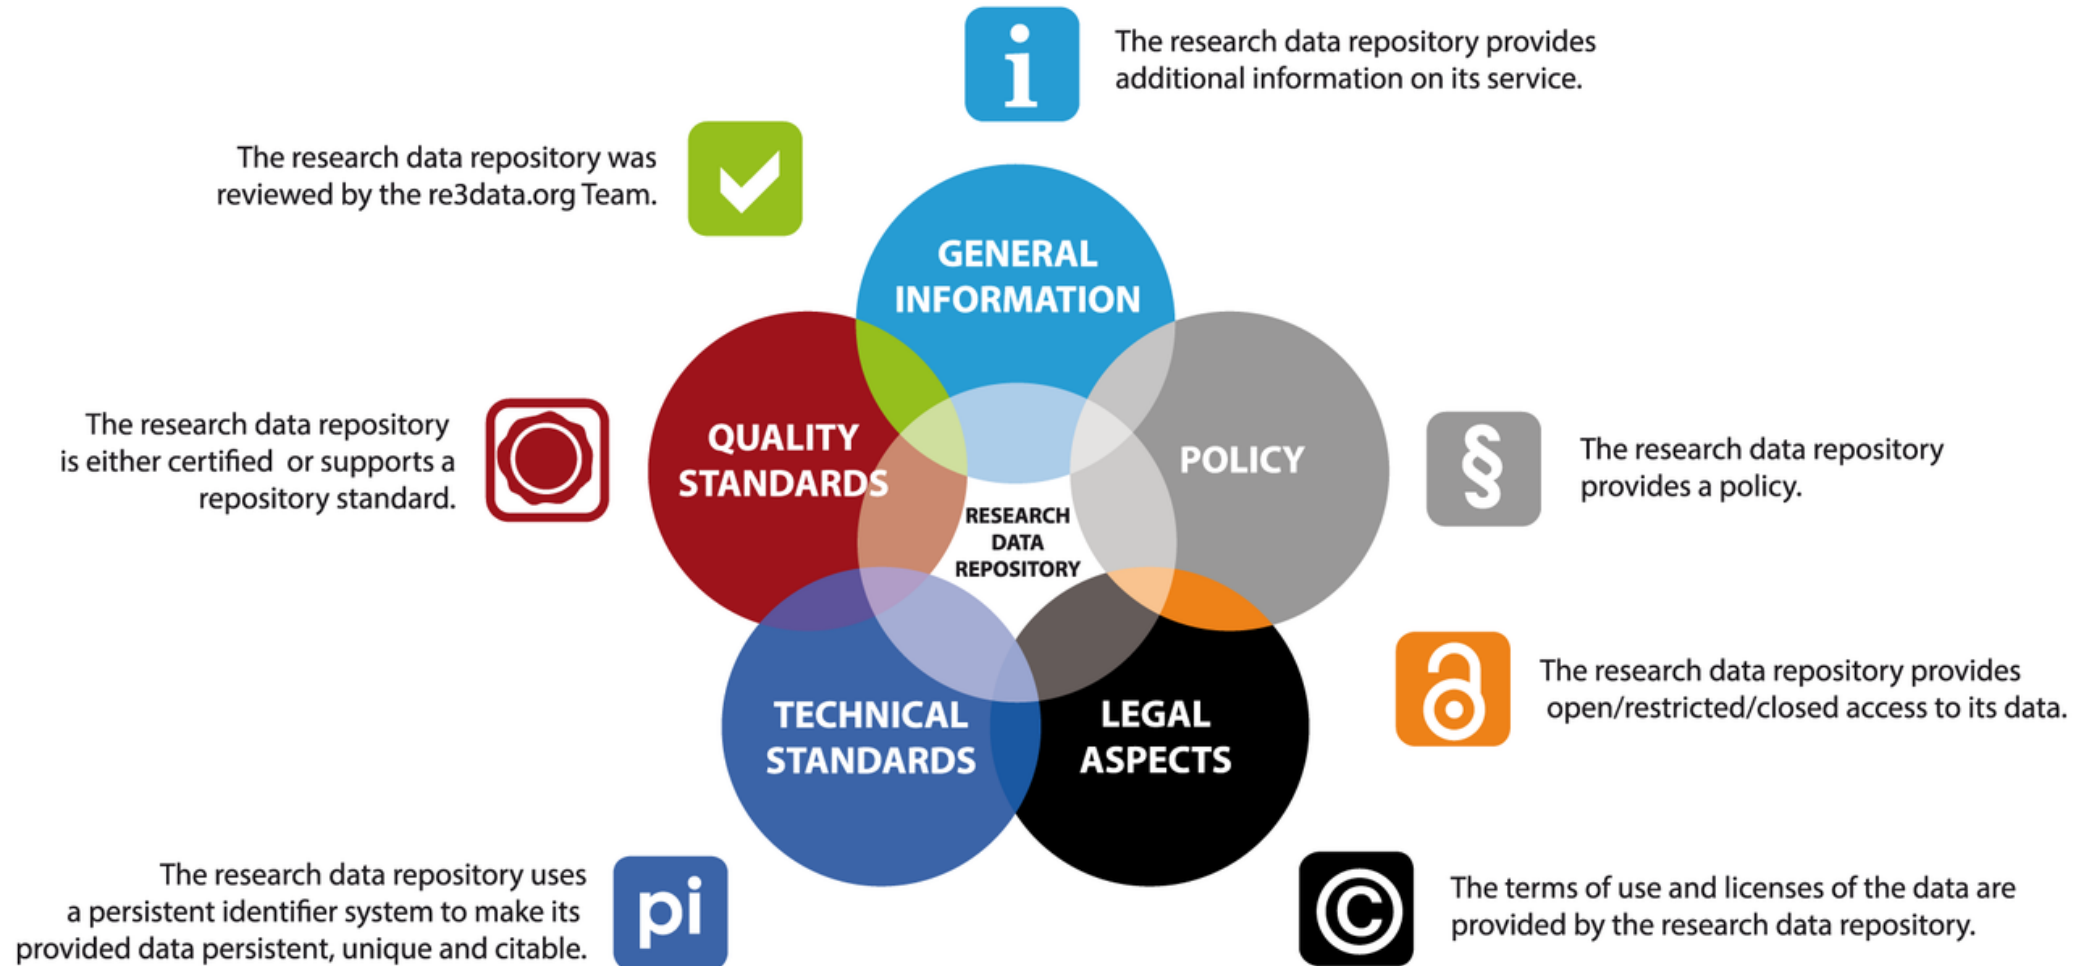 i
The research data repository provides
additional information on its service.
The research data repository was
reviewed by the re3data.org Team.
GENERAL
INFORMATION
The research data repository
is either certified or supports a
repository standard.
QUALITY
STANDARDS
POLICY
§
The research data repository
provides a policy.
RESEARCH
DATA
REPOSITORY
The research data repository provides
open/restricted/closed access to its data.
TECHNICAL
STANDARDS
LEGAL
ASPECTS
The research data repository uses
a persistent identifier system to make its
provided data persistent, unique and citable.
pi
©
The terms of use and licenses of the data are
provided by the research data repository.